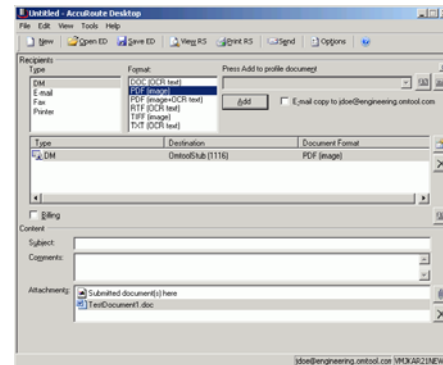 Untitled - AccuRoute Desktop
File Edit View Tools Help
New Open ED Save ED View RS Print RS Send Options
Recipients
Type Format: Press Add to profile document
DM
E-mail
Fax
Printer
DOC (OCR text)
PDF (image)
PDF (image+OCR text)
RTF (OCR text)
TIFF (image)
TXT (OCR text)
Add E-mail copy to jdoe@engineering.omtool.com
Type Destination Document Format
DM OmtoolStub (1116) PDF (image)
Billing
Content
Subject:
Comments:
Attachments: Submitted document(s) here
TestDocument1.doc
jdoe@engineering.omtool.com VMJKAR21NEW